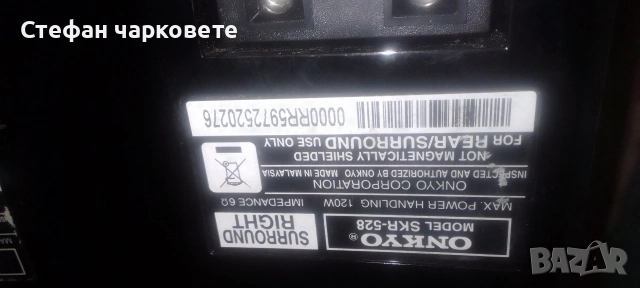 Стефан чарковете
ONKYO®
MODEL SKR-528
SURROUND
RIGHT
MAX. POWER HANDLING 120W IMPEDANCE 6Ω
ONKYO CORPORATION
INSPECTED AND AUTHORIZED BY ONKYO MADE IN MALAYSIA
NOT MAGNETICALLY SHIELDED
FOR REAR/SURROUND USE ONLY
0000RR5972520276
BAZAR